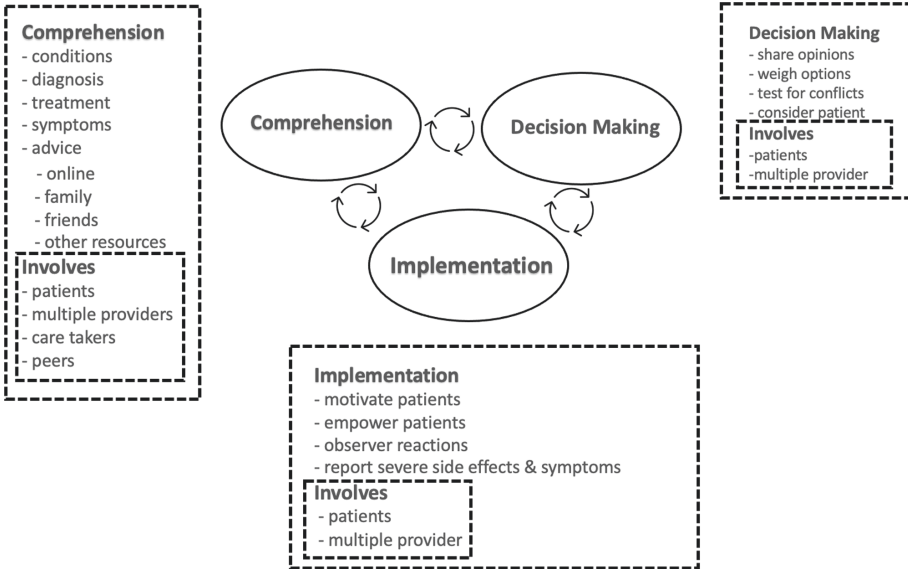 Comprehension
- conditions
- diagnosis
- treatment
- symptoms
- advice
- online
- family
- friends
- other resources
Involves
- patients
- multiple providers
- care takers
- peers
Comprehension
Decision Making
Implementation
Decision Making
- share opinions
- weigh options
- test for conflicts
- consider patient
Involves
-patients
-multiple provider
Implementation
- motivate patients
- empower patients
- observer reactions
- report severe side effects & symptoms
Involves
- patients
- multiple provider